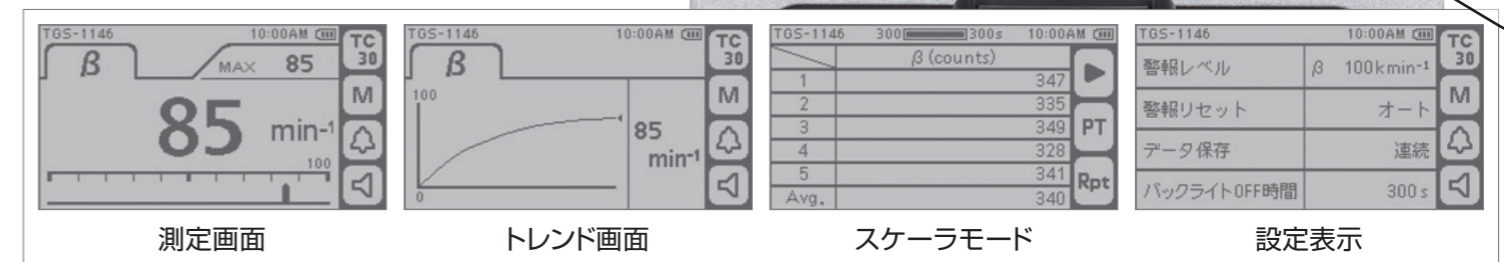 TGS-1146 10:00AM
β MAX 85
TC 30
85 min-1
M
100
測定画面
TGS-1146 10:00AM
β
TC 30
100
M
85
min-1
0
トレンド画面
TGS-1146 300 300s 10:00AM
β (counts)
1 347
2 335
3 349
4 328
5 341
Avg. 340
PT
Rpt
スケーラモード
TGS-1146 10:00AM
TC 30
警報レベル β 100kmin-1
M
警報リセット オート
データ保存 連続
バックライトOFF時間 300s
設定表示